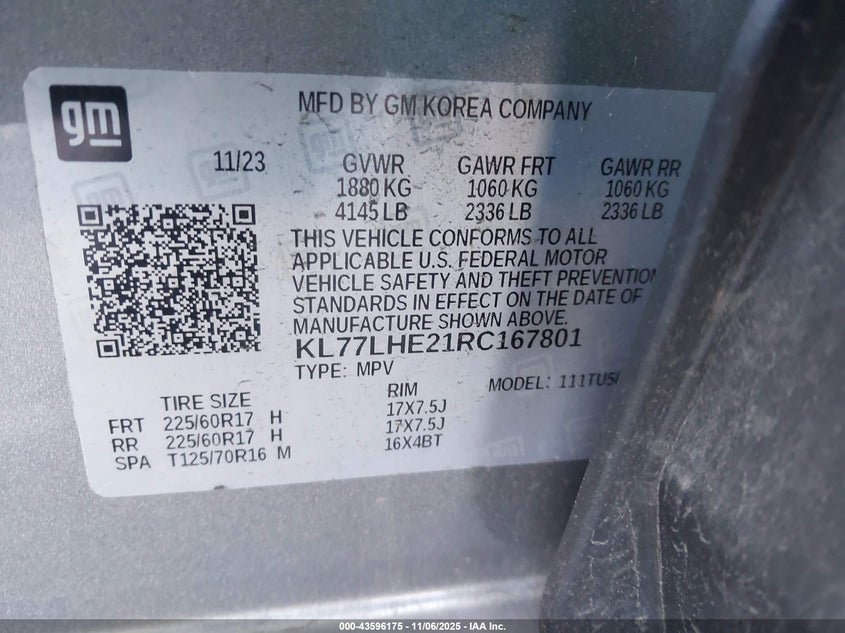 gm
MFD BY GM KOREA COMPANY
11/23 GVWR GAWR FRT GAWR RR
1880 KG 1060 KG 1060 KG
4145 LB 2336 LB 2336 LB
THIS VEHICLE CONFORMS TO ALL
APPLICABLE U.S. FEDERAL MOTOR
VEHICLE SAFETY AND THEFT PREVENTION
STANDARDS IN EFFECT ON THE DATE OF
MANUFACTURE SHOWN ABOVE.
KL77LHE21RC167801
TYPE: MPV MODEL: 111TU5
TIRE SIZE RIM
FRT 225/60R17 H 17X7.5J
RR 225/60R17 H 17X7.5J
SPA T125/70R16 M 16X4BT
000-43596175 - 11/06/2025 - IAA Inc.